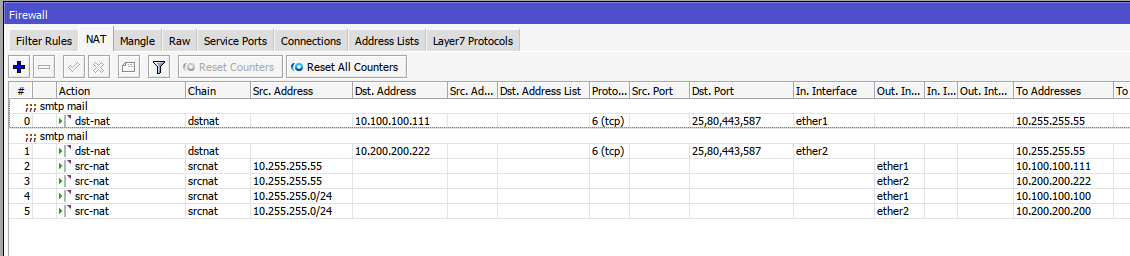 Firewall
Filter Rules NAT Mangle Raw Service Ports Connections Address Lists Layer7 Protocols
Reset Counters Reset All Counters
# Action Chain Src. Address Dst. Address Src. Ad... Dst. Address List Proto... Src. Port Dst. Port In. Interface Out. In... In. I... Out. Int... To Addresses To
;;; smtp mail
0 dst-nat dstnat 10.100.100.111 6 (tcp) 25,80,443,587 ether1 10.255.255.55
;;; smtp mail
1 dst-nat dstnat 10.200.200.222 6 (tcp) 25,80,443,587 ether2 10.255.255.55
2 src-nat srcnat 10.255.255.55 ether1 10.100.100.111
3 src-nat srcnat 10.255.255.55 ether2 10.200.200.222
4 src-nat srcnat 10.255.255.0/24 ether1 10.100.100.100
5 src-nat srcnat 10.255.255.0/24 ether2 10.200.200.200